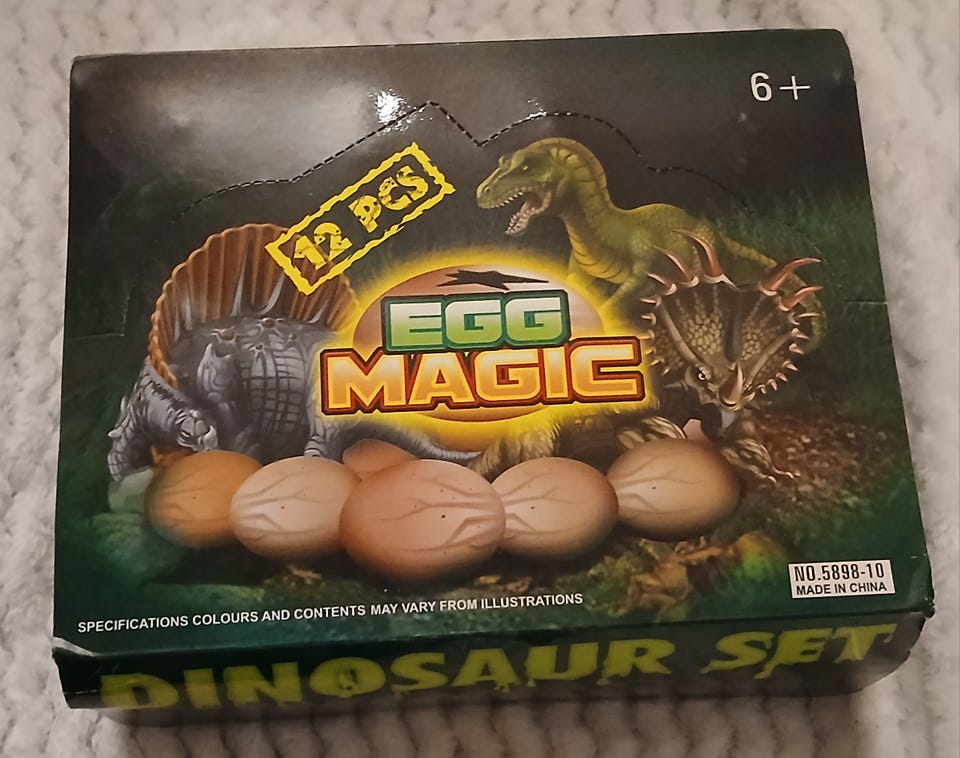 6+
12 PCS
EGG
MAGIC
NO.5898-10
MADE IN CHINA
SPECIFICATIONS COLOURS AND CONTENTS MAY VARY FROM ILLUSTRATIONS
DINOSAUR SET